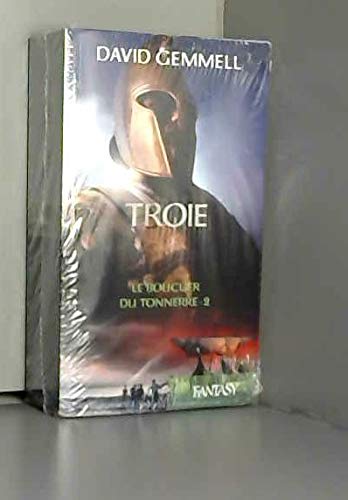 DAVID GEMMELL
TROIE
LE BOUCLIER
DU TONNERRE-2
FANTASY